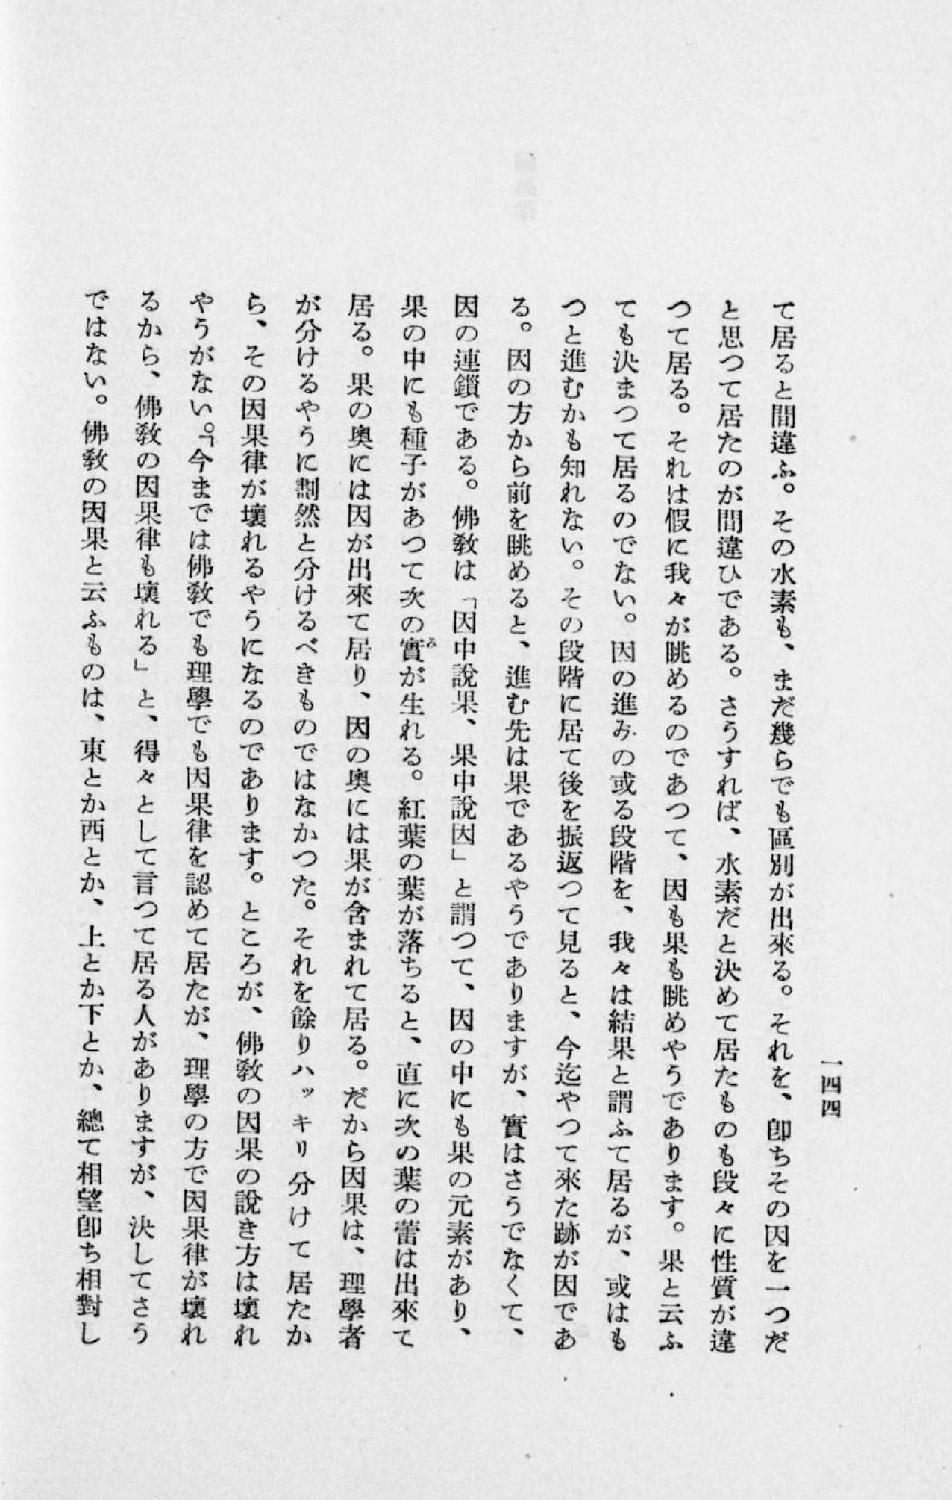 一四四
て居ると間違ふ。その水素も、まだ幾らでも區別が出來る。それを、卽ちその因を一つだ
と思つて居たのが間違ひである。さうすれば、水素だと決めて居たものも段々に性質が違
つて居る。それは假に我々が眺めるのであつて、因も果も眺めやうであります。果と云ふ
ても決まつて居るのでない。因の進みの或る段階を、我々は結果と謂ふて居るが、或はも
つと進むかも知れない。その段階に居て後を振返つて見ると、今迄やつて來た跡が因であ
る。因の方から前を眺めると、進む先は果であるやうでありますが、實はさうでなくて、
因の連鎖である。佛敎は「因中說果、果中說因」と謂つて、因の中にも果の元素があり、
果の中にも種子があつて次の實が生れる。紅葉の葉が落ちると、直に次の葉の蕾は出來て
居る。果の奧には因が出來て居り、因の奧には果が含まれて居る。だから因果は、理學者
が分けるやうに劃然と分けるべきものではなかつた。それを餘りハッキリ分けて居たか
ら、その因果律が壞れるやうになるのであります。ところが、佛敎の因果の說き方は壞れ
やうがない。「今までは佛敎でも理學でも因果律を認めて居たが、理學の方で因果律が壞れ
るから、佛敎の因果律も壞れる」と、得々として言つて居る人がありますが、決してさう
ではない。佛敎の因果と云ふものは、東とか西とか、上とか下とか、總て相望卽ち相對し